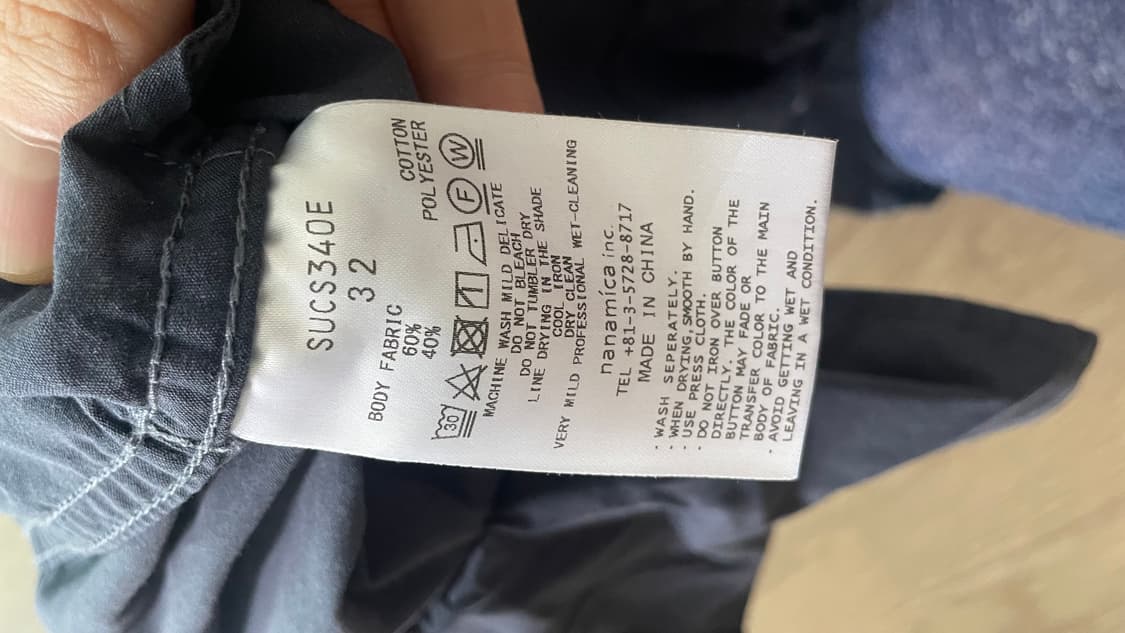 SUCS340E
32
BODY FABRIC
60% COTTON
40% POLYESTER
30 F W
MACHINE WASH MILD DELICATE
DO NOT BLEACH
DO NOT TUMBLER DRY
LINE DRYING IN THE SHADE
COOL IRON
DRY CLEAN
VERY MILD PROFESSIONAL WET-CLEANING
nanamica inc.
TEL +81-3-5728-8717
MADE IN CHINA
· WASH SEPERATELY.
· WHEN DRYING, SMOOTH BY HAND.
· USE PRESS CLOTH.
· DO NOT IRON OVER BUTTON
DIRECTLY. THE COLOR OF THE
BUTTON MAY FADE OR
TRANSFER COLOR TO THE MAIN
BODY OF FABRIC.
· AVOID GETTING WET AND
LEAVING IN A WET CONDITION.